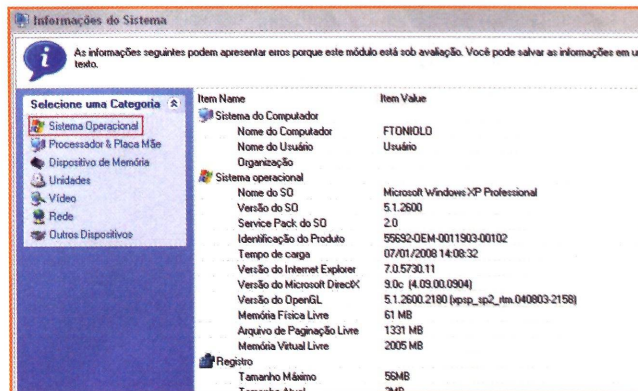 Informações do Sistema
As informações seguintes podem apresentar erros porque este módulo está sob avaliação. Você pode salvar as informações em
texto.
Selecione uma Categoria
Sistema Operacional
Processador & Placa Mãe
Dispositivo de Memória
Unidades
Vídeo
Rede
Outros Dispositivos
Item Name Item Value
Sistema do Computador
Nome do Computador FTONIOLO
Nome do Usuário Usuário
Organização
Sistema operacional
Nome do SO Microsoft Windows XP Professional
Versão do SO 5.1.2600
Service Pack do SO 2.0
Identificação do Produto 55692-OEM-0011903-00102
Tempo de carga 07/01/2008 14:08:32
Versão do Internet Explorer 7.0.5730.11
Versão do Microsoft DirectX 9.0c (4.09.00.0904)
Versão do OpenGL 5.1.2600.2180 (xpsp_sp2_rtm.040803-2158)
Memória Física Livre 61 MB
Arquivo de Paginação Livre 1331 MB
Memória Virtual Livre 2005 MB
Registro
Tamanho Máximo 56MB
Tamanho Atual 2MB